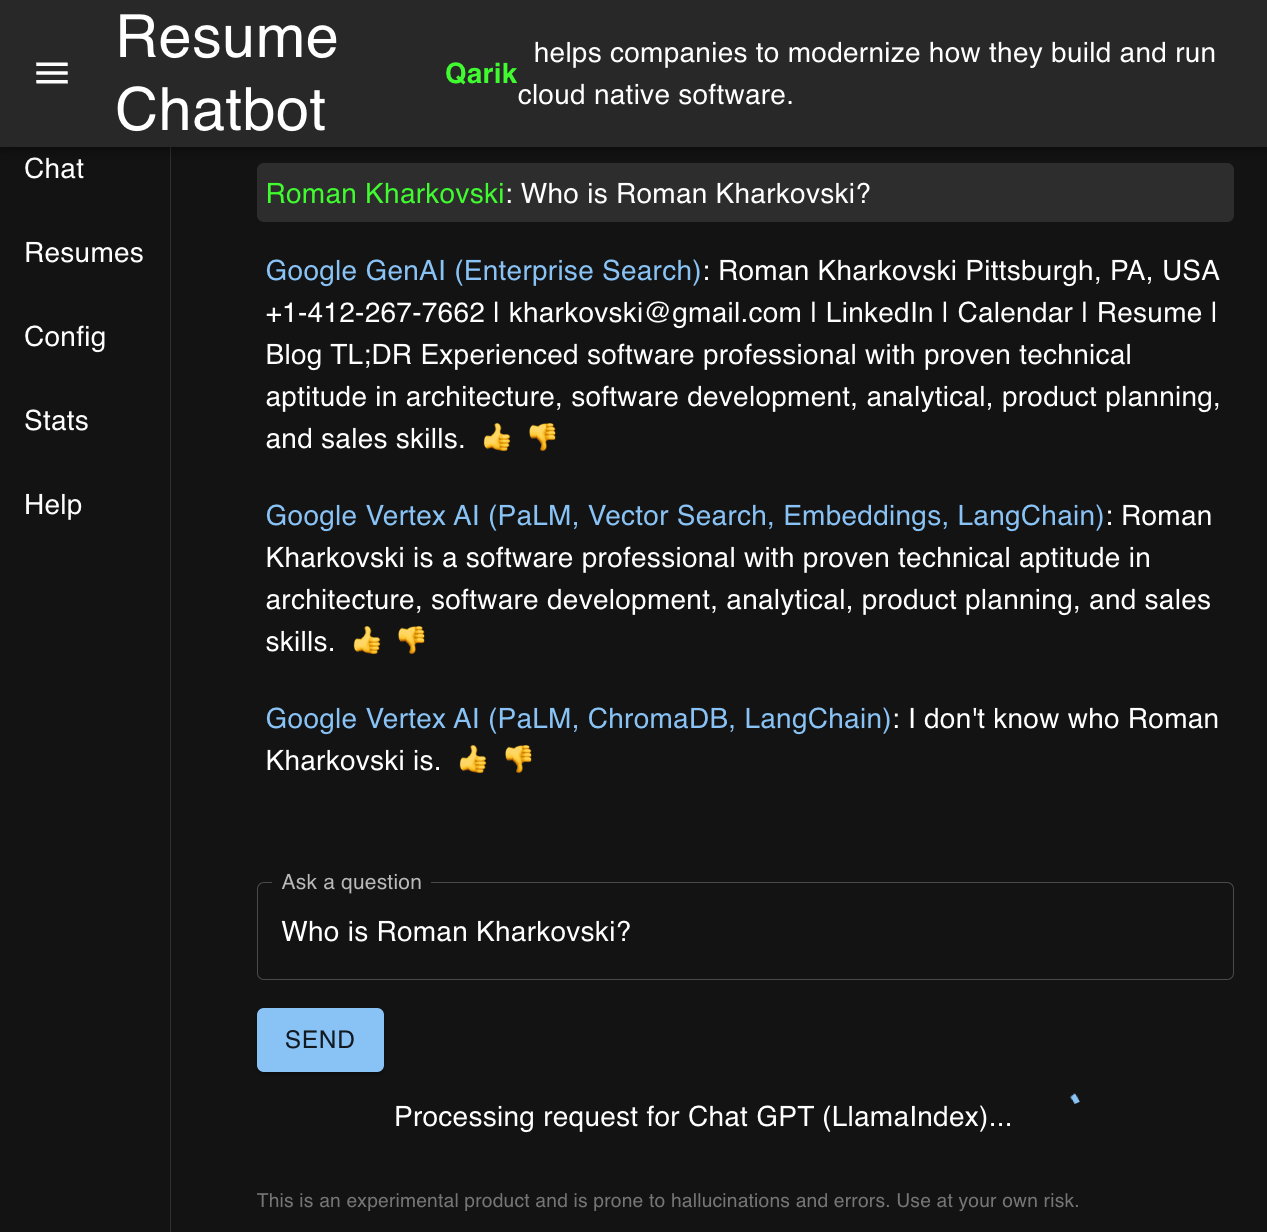 Resume
Chatbot
Qarik helps companies to modernize how they build and run
cloud native software.
Chat
Resumes
Config
Stats
Help
Roman Kharkovski: Who is Roman Kharkovski?
Google GenAI (Enterprise Search): Roman Kharkovski Pittsburgh, PA, USA
+1-412-267-7662 | kharkovski@gmail.com | LinkedIn | Calendar | Resume |
Blog TL;DR Experienced software professional with proven technical
aptitude in architecture, software development, analytical, product planning,
and sales skills. 👍 👎
Google Vertex AI (PaLM, Vector Search, Embeddings, LangChain): Roman
Kharkovski is a software professional with proven technical aptitude in
architecture, software development, analytical, product planning, and sales
skills. 👍 👎
Google Vertex AI (PaLM, ChromaDB, LangChain): I don't know who Roman
Kharkovski is. 👍 👎
Ask a question
Who is Roman Kharkovski?
SEND
Processing request for Chat GPT (LlamaIndex)...
This is an experimental product and is prone to hallucinations and errors. Use at your own risk.